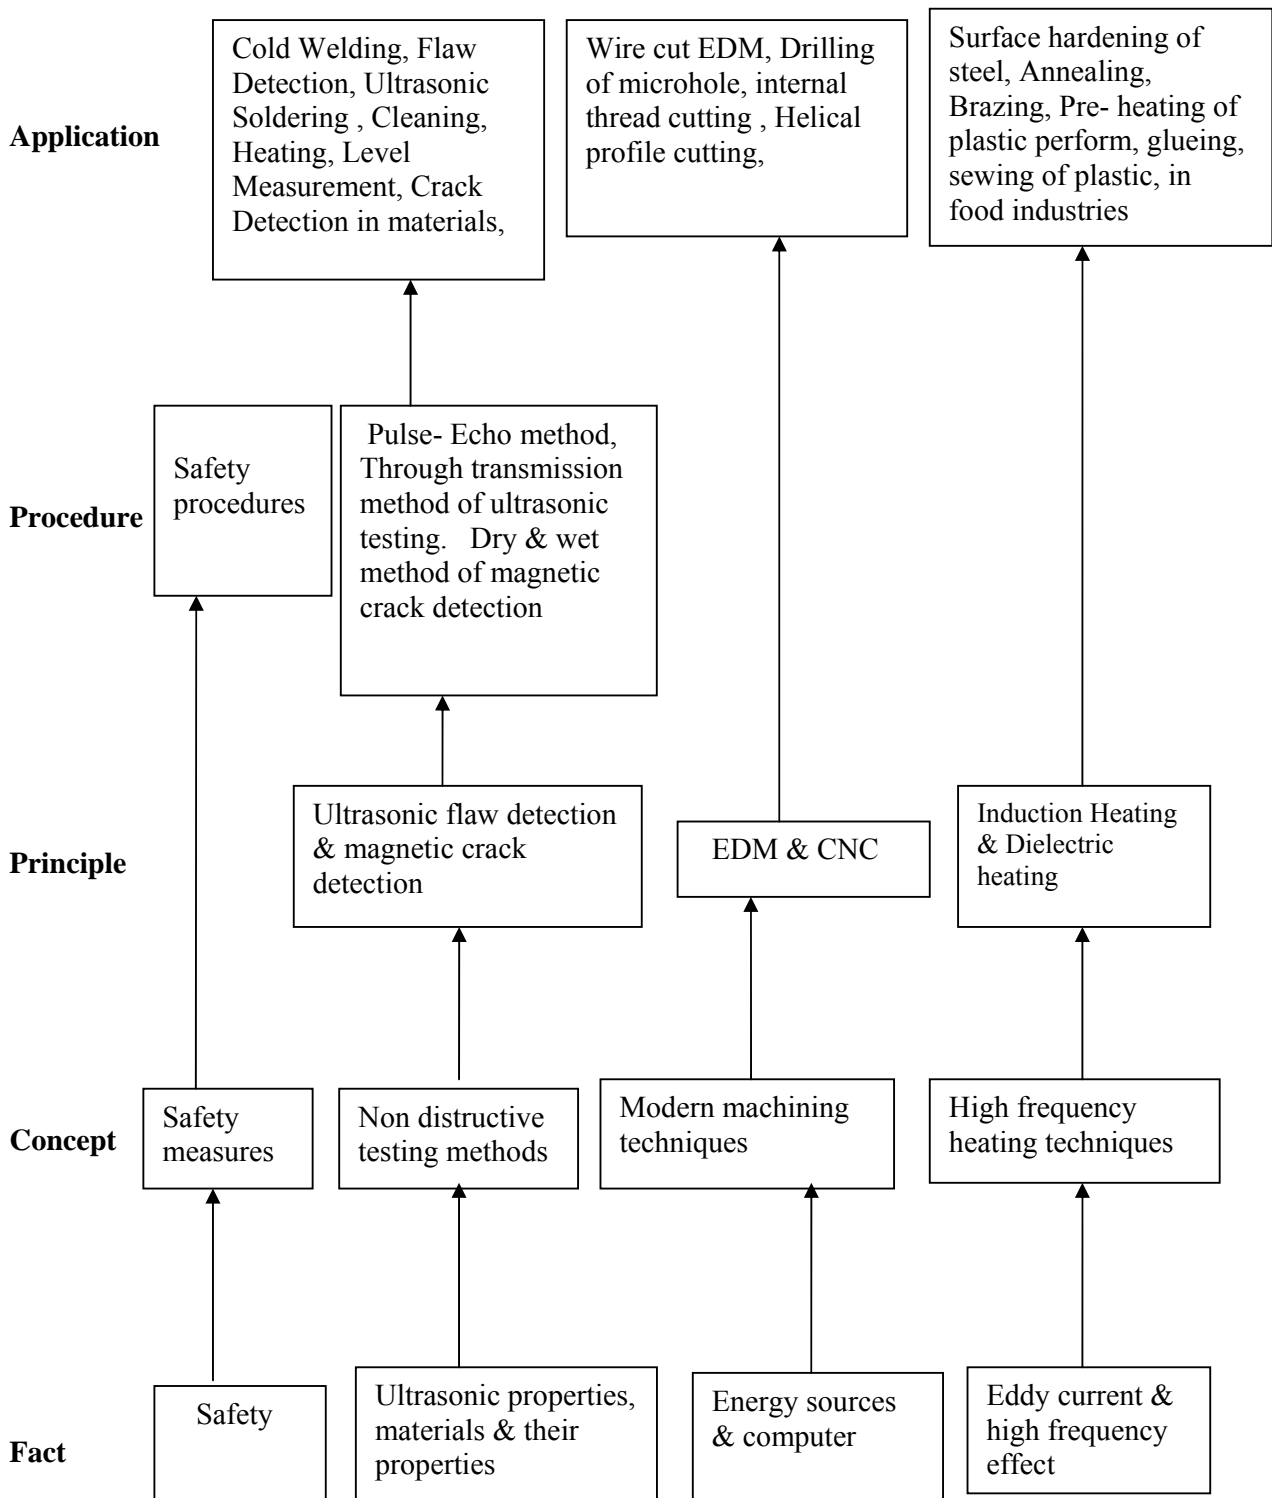 Application
Cold Welding, Flaw
Detection, Ultrasonic
Soldering , Cleaning,
Heating, Level
Measurement, Crack
Detection in materials,
Wire cut EDM, Drilling
of microhole, internal
thread cutting , Helical
profile cutting,
Surface hardening of
steel, Annealing,
Brazing, Pre- heating of
plastic perform, glueing,
sewing of plastic, in
food industries
Procedure
Safety
procedures
Pulse- Echo method,
Through transmission
method of ultrasonic
testing. Dry & wet
method of magnetic
crack detection
Principle
Ultrasonic flaw detection
& magnetic crack
detection
EDM & CNC
Induction Heating
& Dielectric
heating
Concept
Safety
measures
Non distructive
testing methods
Modern machining
techniques
High frequency
heating techniques
Fact
Safety
Ultrasonic properties,
materials & their
properties
Energy sources
& computer
Eddy current &
high frequency
effect